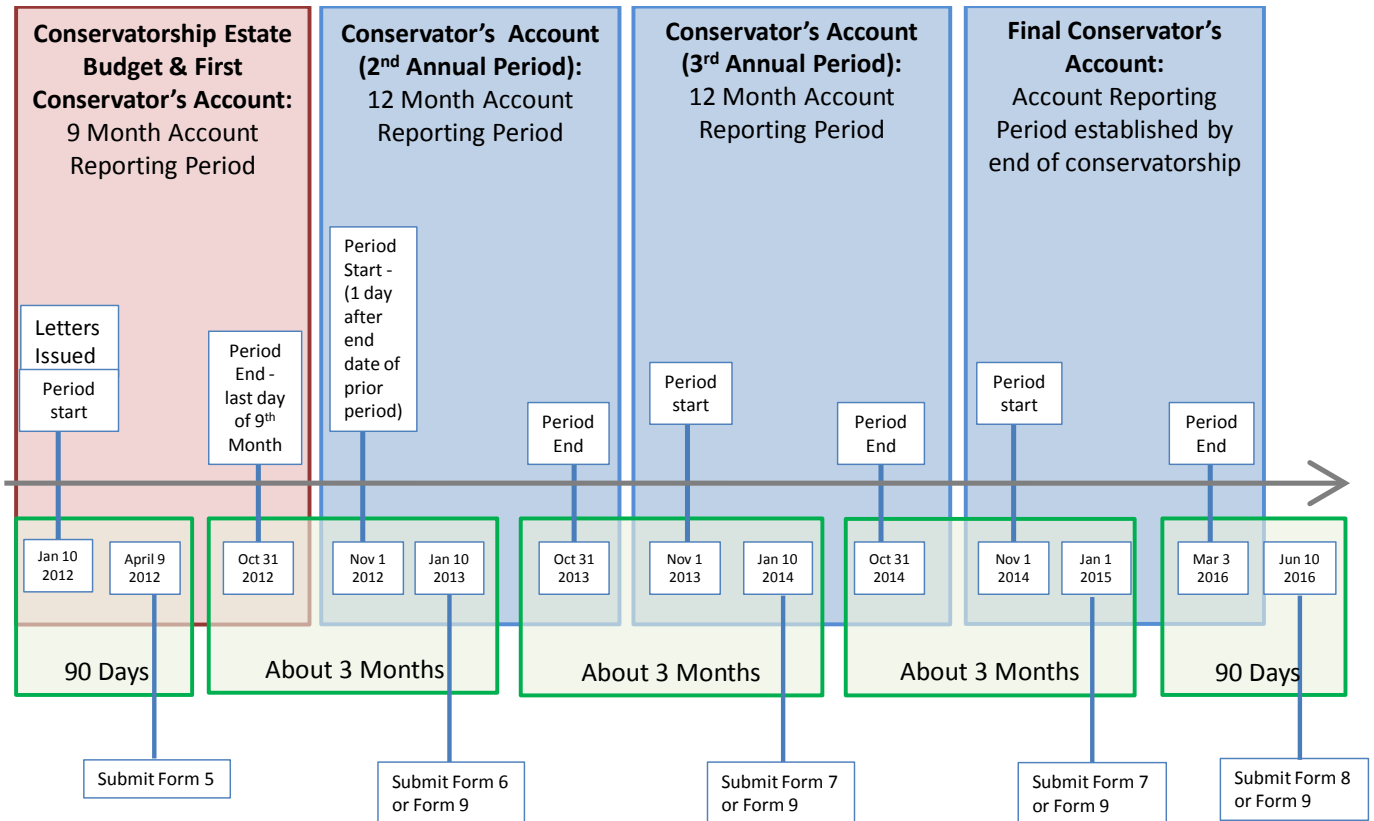 Conservatorship Estate
Budget & First
Conservator's Account:
9 Month Account
Reporting Period
Conservator's Account
(2nd Annual Period):
12 Month Account
Reporting Period
Conservator's Account
(3rd Annual Period):
12 Month Account
Reporting Period
Final Conservator's
Account:
Account Reporting
Period established by
end of conservatorship
Letters
Issued
Period
start
Period
End -
last day
of 9th
Month
Period
Start -
(1 day
after
end
date of
prior
period)
Period
End
Period
start
Period
End
Period
start
Period
End
Jan 10
2012
April 9
2012
Oct 31
2012
Nov 1
2012
Jan 10
2013
Oct 31
2013
Nov 1
2013
Jan 10
2014
Oct 31
2014
Nov 1
2014
Jan 1
2015
Mar 3
2016
Jun 10
2016
90 Days
About 3 Months
About 3 Months
About 3 Months
90 Days
Submit Form 5
Submit Form 6
or Form 9
Submit Form 7
or Form 9
Submit Form 7
or Form 9
Submit Form 8
or Form 9